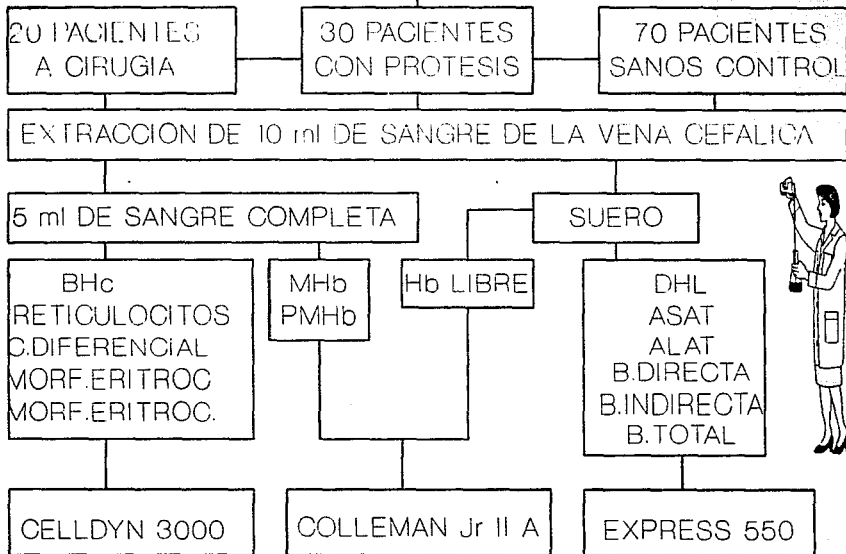 20 PACIENTES
A CIRUGIA
30 PACIENTES
CON PROTESIS
70 PACIENTES
SANOS CONTROL
EXTRACCION DE 10 ml DE SANGRE DE LA VENA CEFALICA
5 ml DE SANGRE COMPLETA
SUERO
BHc
RETICULOCITOS
C.DIFERENCIAL
MORF.ERITROC
MORF.ERITROC.
MHb
PMHb
Hb LIBRE
DHL
ASAT
ALAT
B.DIRECTA
B.INDIRECTA
B.TOTAL
CELLDYN 3000
COLLEMAN Jr II A
EXPRESS 550